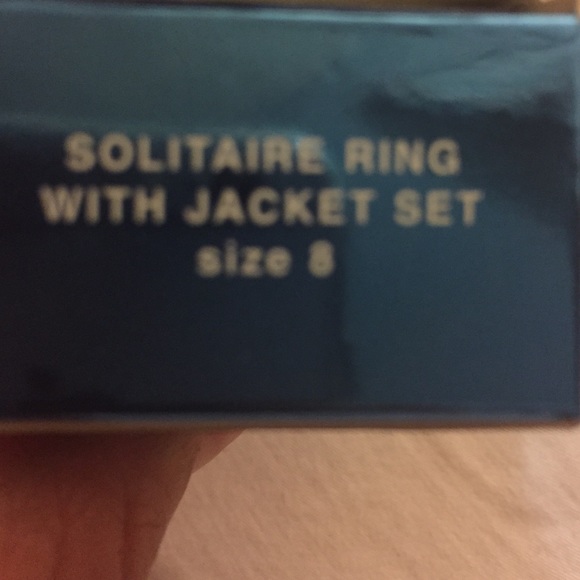 SOLITAIRE RING
WITH JACKET SET
size 8